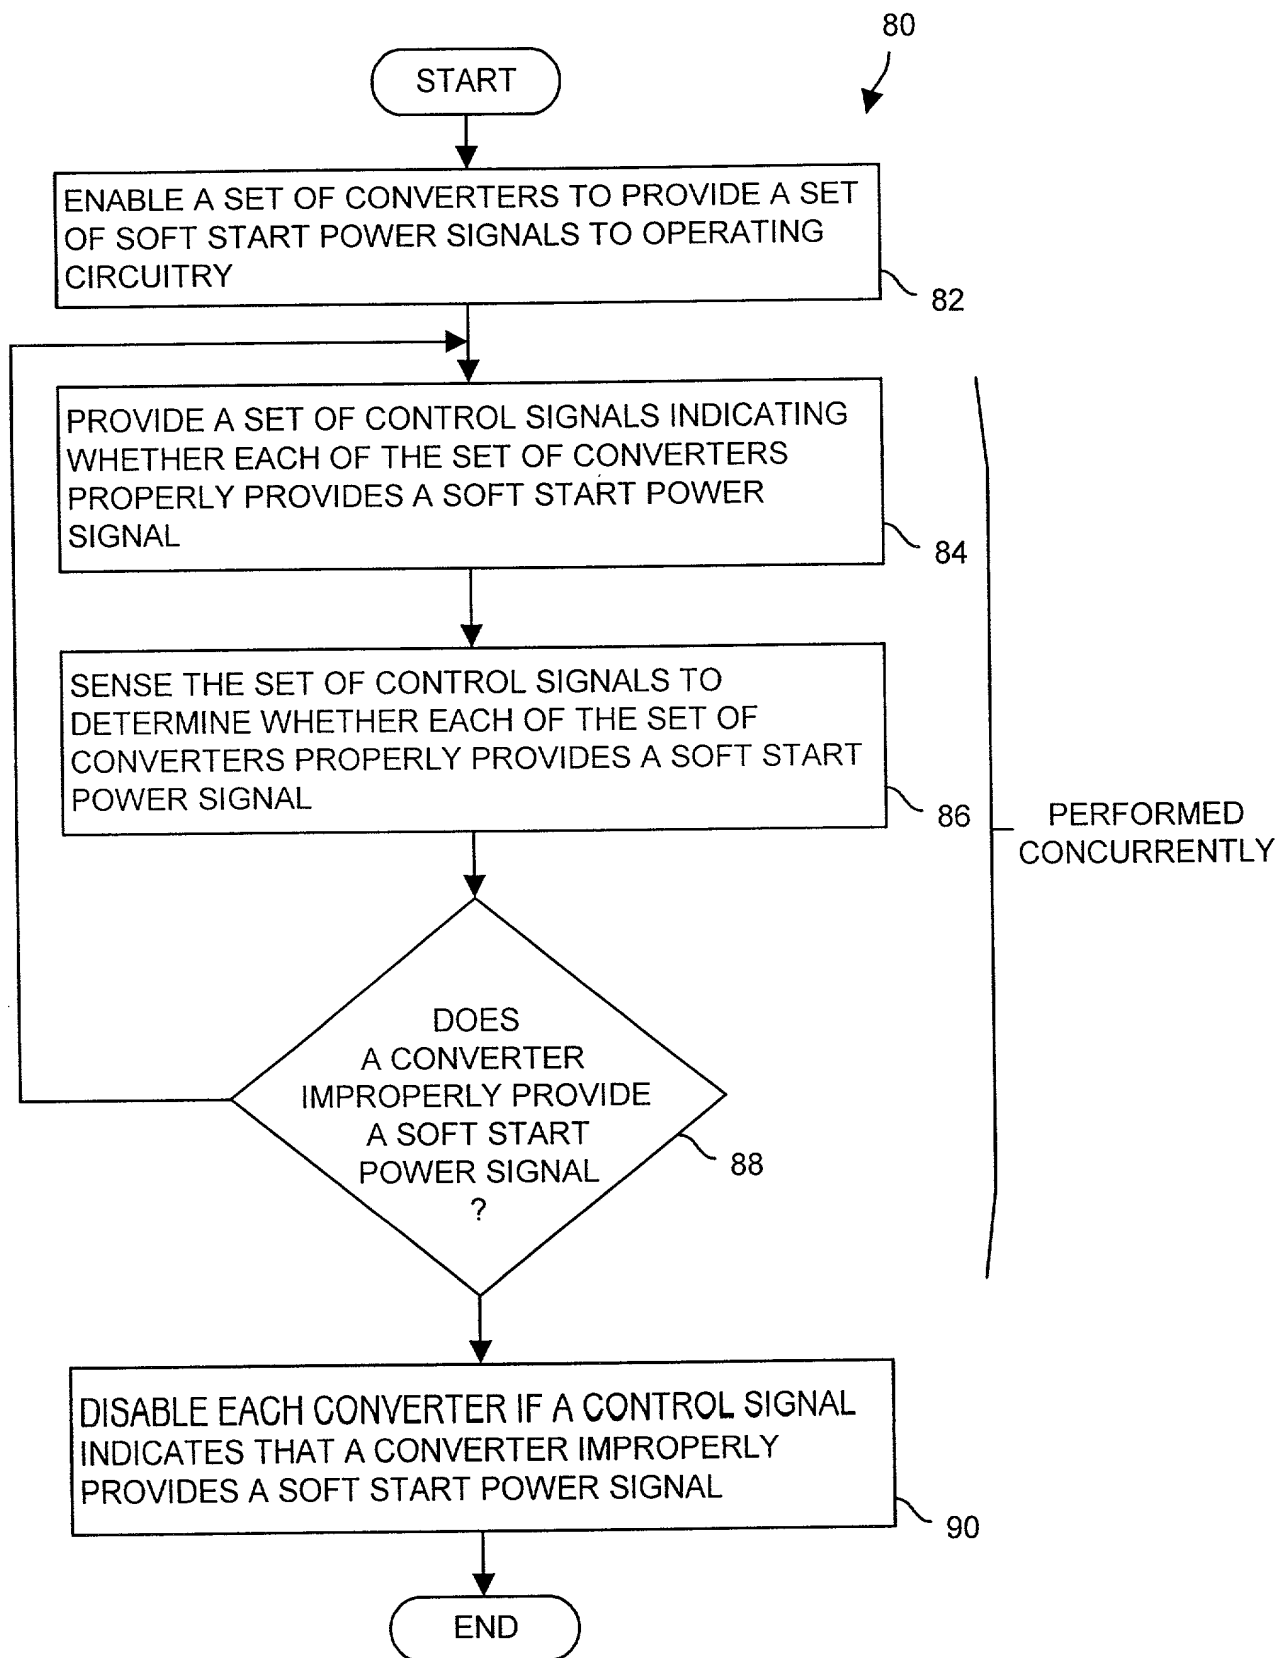 80
START
ENABLE A SET OF CONVERTERS TO PROVIDE A SET
OF SOFT START POWER SIGNALS TO OPERATING
CIRCUITRY
82
PROVIDE A SET OF CONTROL SIGNALS INDICATING
WHETHER EACH OF THE SET OF CONVERTERS
PROPERLY PROVIDES A SOFT START POWER
SIGNAL
84
SENSE THE SET OF CONTROL SIGNALS TO
DETERMINE WHETHER EACH OF THE SET OF
CONVERTERS PROPERLY PROVIDES A SOFT START
POWER SIGNAL
86
PERFORMED
CONCURRENTLY
DOES
A CONVERTER
IMPROPERLY PROVIDE
A SOFT START
POWER SIGNAL
?
88
DISABLE EACH CONVERTER IF A CONTROL SIGNAL
INDICATES THAT A CONVERTER IMPROPERLY
PROVIDES A SOFT START POWER SIGNAL
90
END